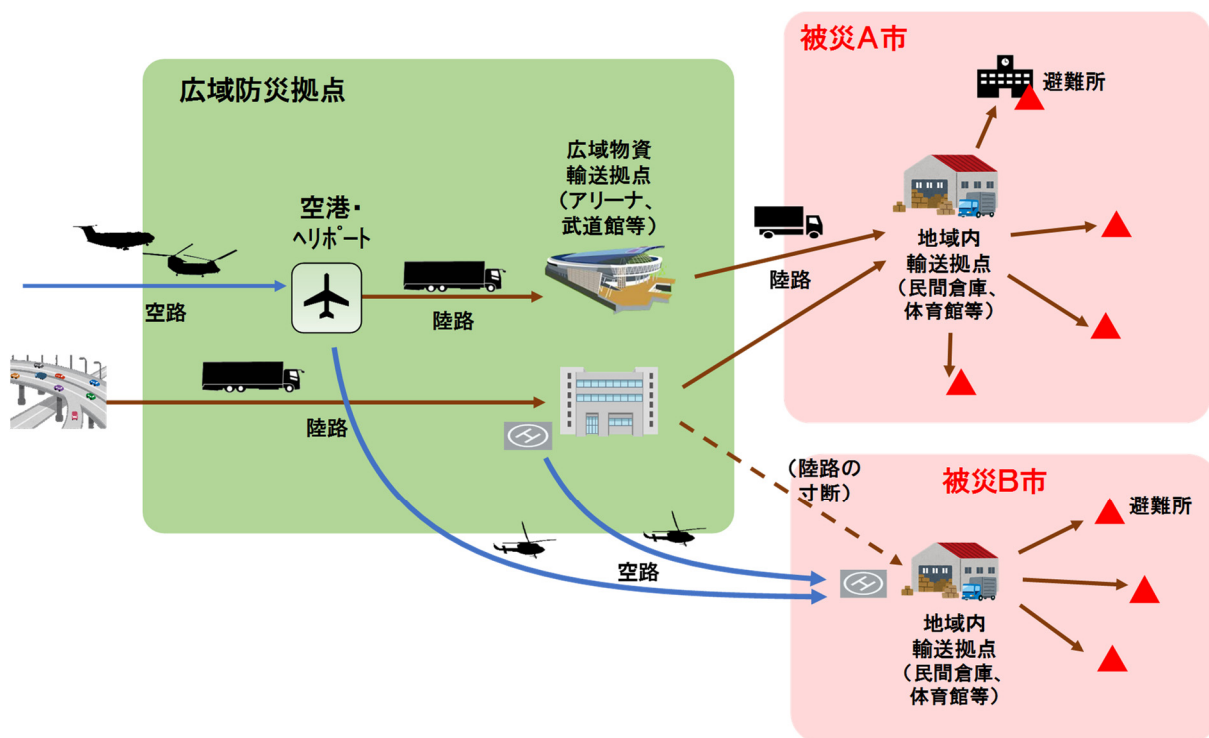 被災A市
広域防災拠点
避難所
広域物資
輸送拠点
(アリーナ、
武道館等)
空港・
ヘリポート
陸路
地域内
輸送拠点
(民間倉庫、
体育館等)
空路
陸路
陸路
H
(陸路の
寸断)
被災B市
避難所
空路
H
地域内
輸送拠点
(民間倉庫、
体育館等)